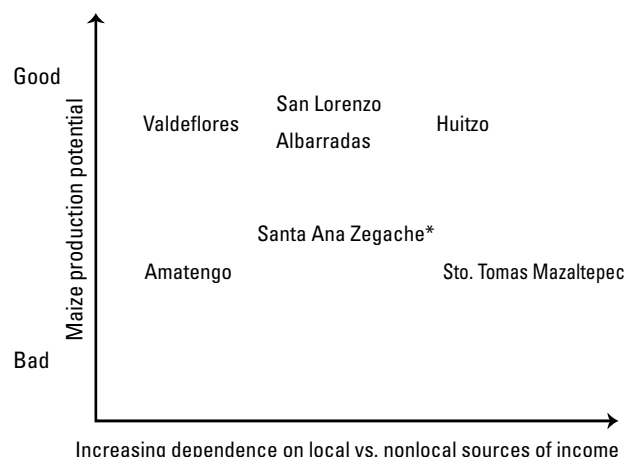 Good
Maize production potential
Bad
San Lorenzo
Valdeflores
Huitzo
Albarradas
Santa Ana Zegache*
Amatengo
Sto. Tomas Mazaltepec
Increasing dependence on local vs. nonlocal sources of income